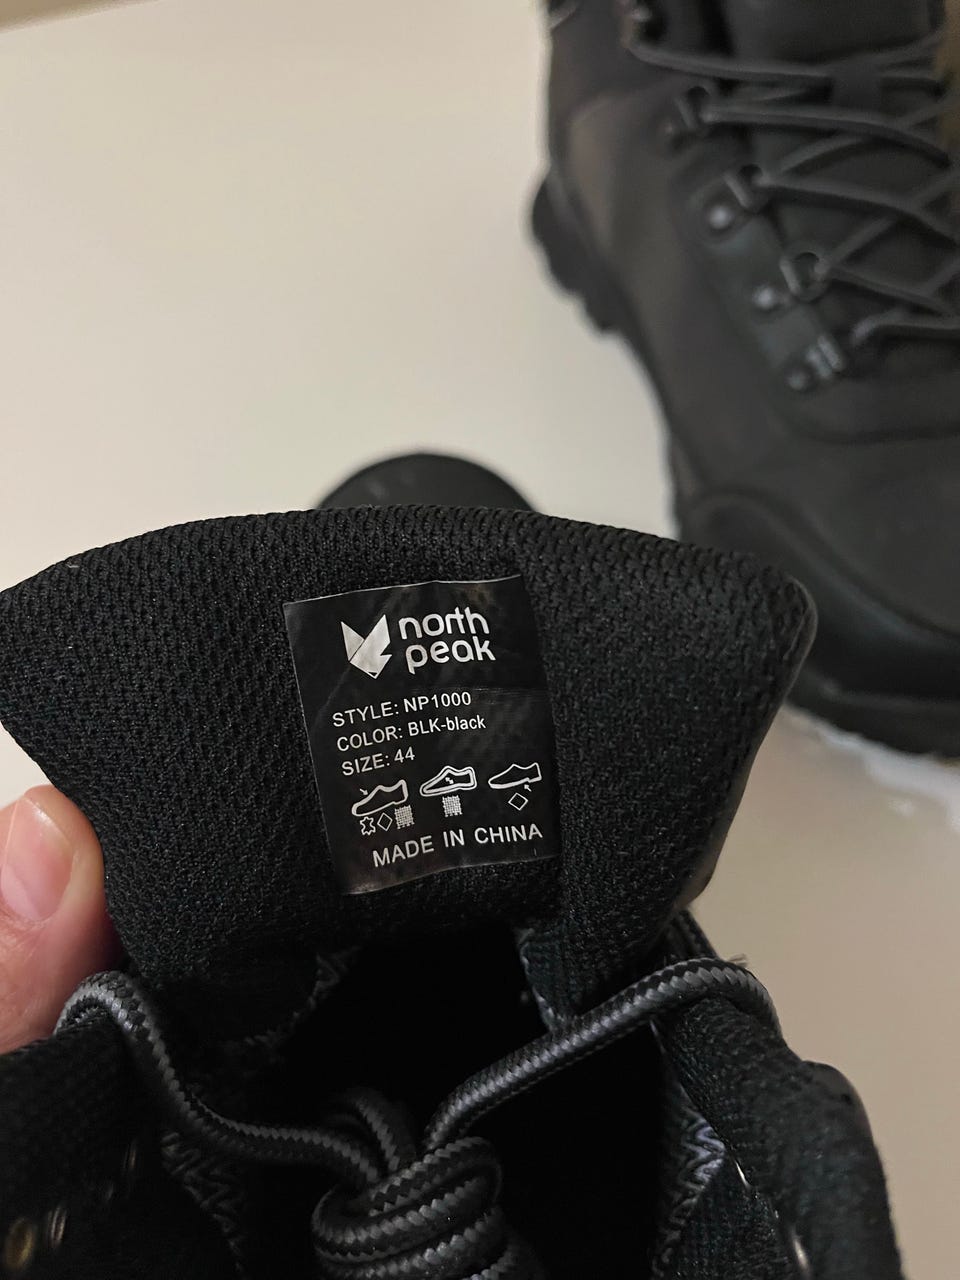 north
peak
STYLE: NP1000
COLOR: BLK-black
SIZE: 44
MADE IN CHINA